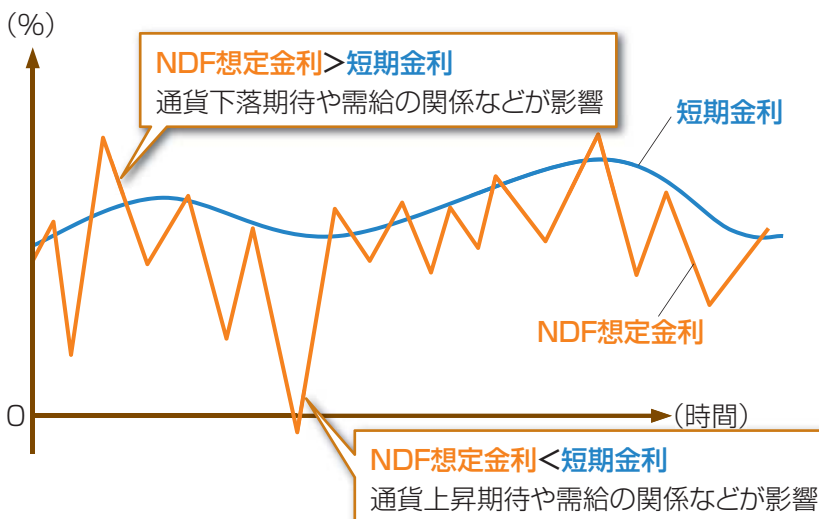 (%)
NDF想定金利>短期金利
通貨下落期待や需給の関係などが影響
短期金利
NDF想定金利
0
(時間)
NDF想定金利<短期金利
通貨上昇期待や需給の関係などが影響